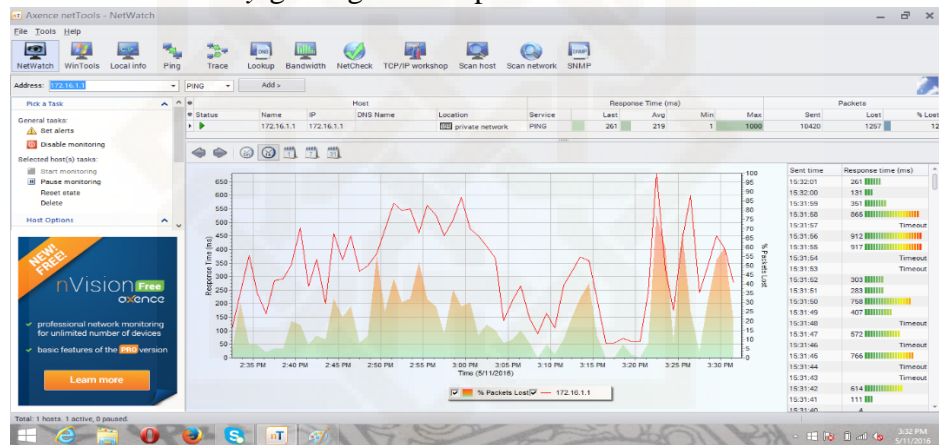 Axence netTools - NetWatch
File Tools Help
NetWatch WinTools Local info Ping Trace Lookup Bandwidth NetCheck TCP/IP workshop Scan host Scan network SNMP
Address: 172.16.1.1 PING Add »
Pick a Task
General tasks:
Set alerts
Disable monitoring
Selected host(s) tasks:
Start monitoring
Pause monitoring
Reset state
Delete
Host Options
Host Response Time (ms) Packets
Status Name IP DNS Name Location Service Last Avg Min Max Sent Lost % Lost
172.16.1.1 172.16.1.1 private network PING 261 219 1 1000 10420 1257 12
NEW!
FREE!
nVision Free
axence
professional network monitoring
for unlimited number of devices
basic features of the PRO version
Learn more
Response Time (ms)
650
600
550
500
450
400
350
300
250
200
150
100
50
0
100
95
90
85
80
75
70
65
60
55
50
45
40
35
30
25
20
15
10
5
0
% Packets Lost
2:35 PM 2:40 PM 2:45 PM 2:50 PM 2:55 PM 3:00 PM 3:05 PM 3:10 PM 3:15 PM 3:20 PM 3:25 PM 3:30 PM
Time (5/11/2016)
% Packets Lost 172.16.1.1
Sent time Response time (ms)
15:32:01 261
15:32:00 131
15:31:59 351
15:31:58 865
15:31:57 Timeout
15:31:56 912
15:31:55 917
15:31:54 Timeout
15:31:53 Timeout
15:31:52 303
15:31:51 283
15:31:50 758
15:31:49 407
15:31:48 Timeout
15:31:47 572
15:31:46 Timeout
15:31:45 766
15:31:44 Timeout
15:31:43 Timeout
15:31:42 614
15:31:41 111
15:31:40 4
Total: 1 hosts. 1 active, 0 paused.
3:32 PM
5/11/2016